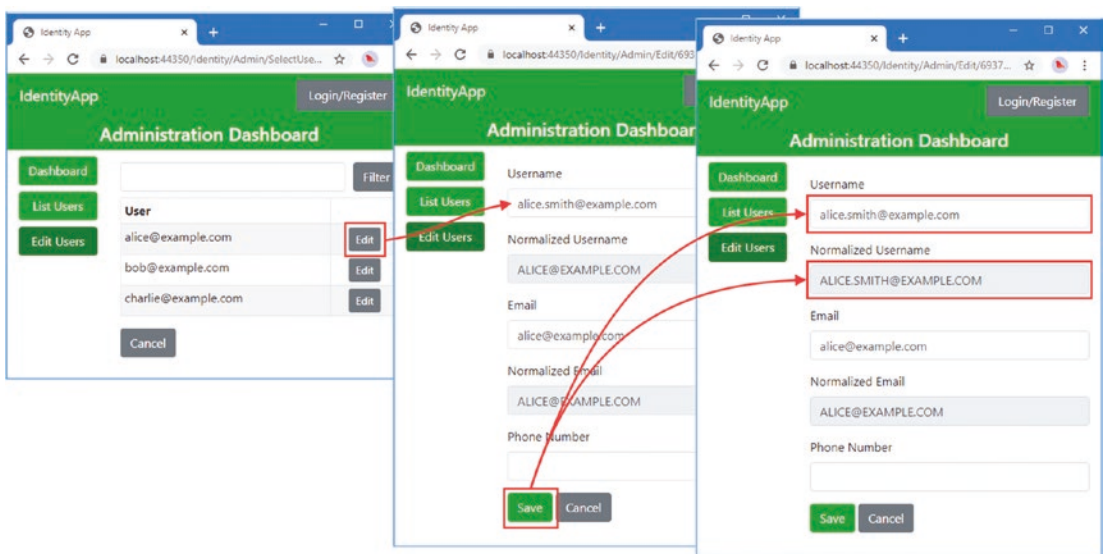 Identity App
localhost:44350/Identity/Admin/SelectUse...
IdentityApp
Login/Register
Administration Dashboard
Dashboard
Filter
List Users
User
Edit Users
alice@example.com
Edit
bob@example.com
Edit
charlie@example.com
Edit
Cancel
Identity App
localhost:44350/Identity/Admin/Edit/693
IdentityApp
Administration Dashboar
Dashboard
Username
List Users
alice.smith@example.com
Edit Users
Normalized Username
ALICE@EXAMPLE.COM
Email
alice@example.com
Normalized Email
ALICE@EXAMPLE.COM
Phone Number
Save
Cancel
Identity App
localhost:44350/Identity/Admin/Edit/6937...
IdentityApp
Login/Register
Administration Dashboard
Dashboard
Username
List Users
alice.smith@example.com
Edit Users
Normalized Username
ALICE.SMITH@EXAMPLE.COM
Email
alice@example.com
Normalized Email
ALICE@EXAMPLE.COM
Phone Number
Save
Cancel